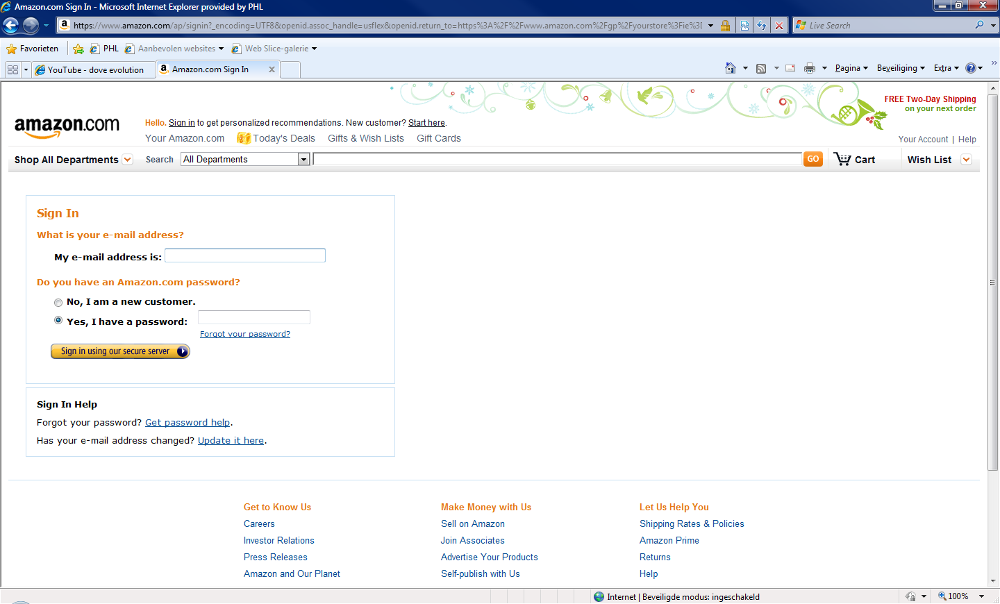 Amazon.com Sign In - Microsoft Internet Explorer provided by PHL
https://www.amazon.com/ap/signin?_encoding=UTF8&openid.assoc_handle=usflex&openid.return_to=https%3A%2F%2Fwww.amazon.com%2Fgp%2Fyourstore%3Fie%3D
Live Search
Favorieten PHL Aanbevolen websites Web Slice-galerie
YouTube - dove evolution Amazon.com Sign In Pagina Beveiliging Extra
FREE Two-Day Shipping
on your next order
amazon.com
Hello. Sign in to get personalized recommendations. New customer? Start here.
Your Amazon.com Today's Deals Gifts & Wish Lists Gift Cards Your Account | Help
Shop All Departments Search All Departments GO Cart Wish List
Sign In
What is your e-mail address?
My e-mail address is:
Do you have an Amazon.com password?
No, I am a new customer.
Yes, I have a password:
Forgot your password?
Sign in using our secure server
Sign In Help
Forgot your password? Get password help.
Has your e-mail address changed? Update it here.
Get to Know Us Make Money with Us Let Us Help You
Careers Sell on Amazon Shipping Rates & Policies
Investor Relations Join Associates Amazon Prime
Press Releases Advertise Your Products Returns
Amazon and Our Planet Self-publish with Us Help
Internet | Beveiligde modus: ingeschakeld 100%